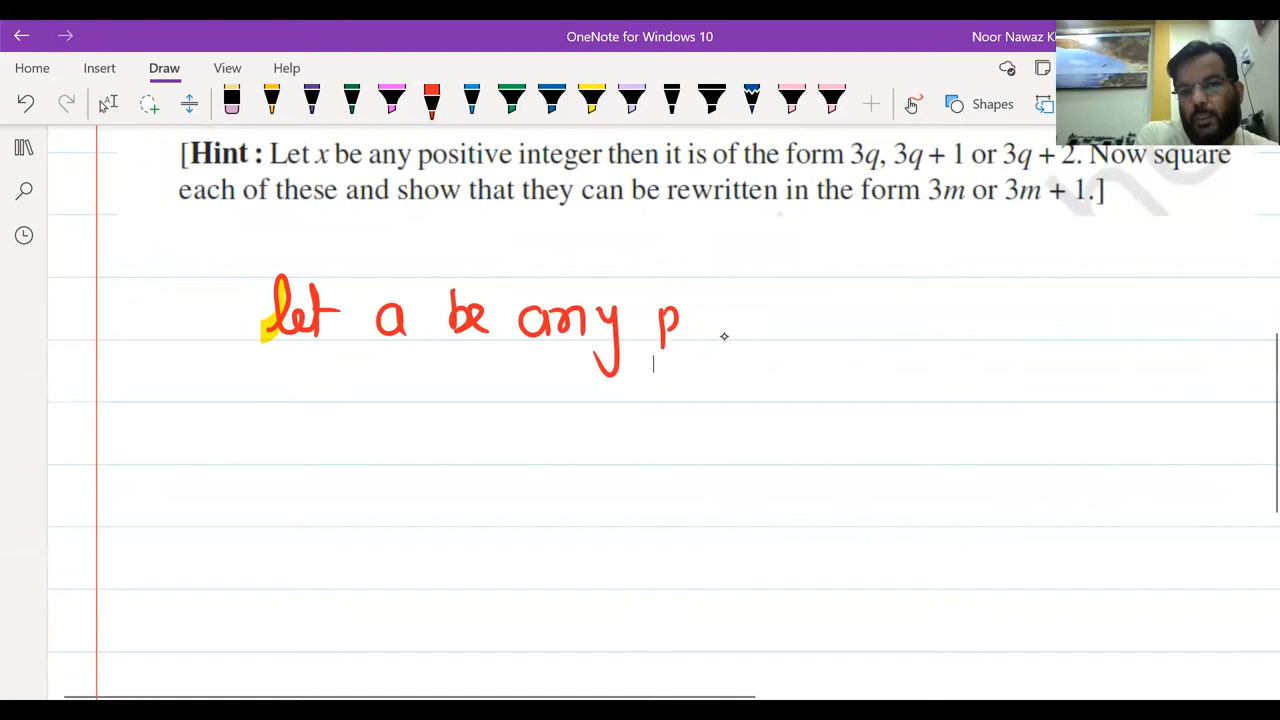 OneNote for Windows 10
Noor Nawaz K
Home Insert Draw View Help
Shapes
[Hint : Let x be any positive integer then it is of the form 3q, 3q + 1 or 3q + 2. Now square
each of these and show that they can be rewritten in the form 3m or 3m + 1.]
let a be any p